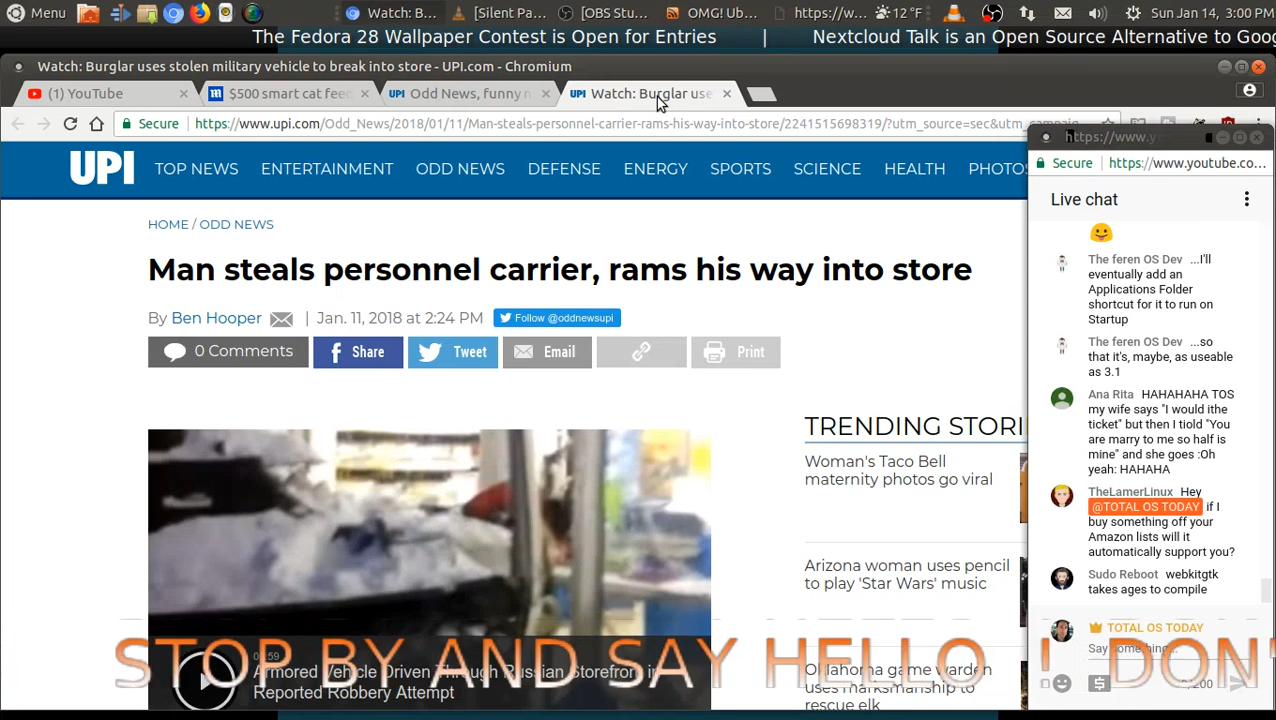 Menu
Watch: B...
[Silent Pa...
[OBS Stu...
OMG! Ub...
https://w...
12 °F
Sun Jan 14, 3:00 PM
The Fedora 28 Wallpaper Contest is Open for Entries | Nextcloud Talk is an Open Source Alternative to Goo
Watch: Burglar uses stolen military vehicle to break into store - UPI.com - Chromium
(1) YouTube
$500 smart cat fee
UPI Odd News, funny n
UPI Watch: Burglar use
Secure
https://www.upi.com/Odd_News/2018/01/11/Man-steals-personnel-carrier-rams-his-way-into-store/2241515698319/?utm_source=sec&utm_campaign
UPI
TOP NEWS
ENTERTAINMENT
ODD NEWS
DEFENSE
ENERGY
SPORTS
SCIENCE
HEALTH
PHOTOS
HOME / ODD NEWS
Man steals personnel carrier, rams his way into store
By Ben Hooper | Jan. 11, 2018 at 2:24 PM
Follow @oddnewsupi
0 Comments
Share
Tweet
Email
Print
00:59
Armored Vehicle Driven Through Russian Storefront in
Reported Robbery Attempt
TRENDING STORI
Woman's Taco Bell
maternity photos go viral
Arizona woman uses pencil
to play 'Star Wars' music
Oklahoma game warden
uses marksmanship to
rescue elk
STOP BY AND SAY HELLO I DON'
Secure
https://www.youtube.co...
Live chat
The feren OS Dev ...I'll
eventually add an
Applications Folder
shortcut for it to run on
Startup
The feren OS Dev ...so
that it's, maybe, as useable
as 3.1
Ana Rita HAHAHAHA TOS
my wife says "I would ithe
ticket" but then I tiold "You
are marry to me so half is
mine" and she goes :Oh
yeah: HAHAHA
TheLamerLinux Hey
@TOTAL OS TODAY if I
buy something off your
Amazon lists will it
automatically support you?
Sudo Reboot webkitgtk
takes ages to compile
TOTAL OS TODAY
Say something...